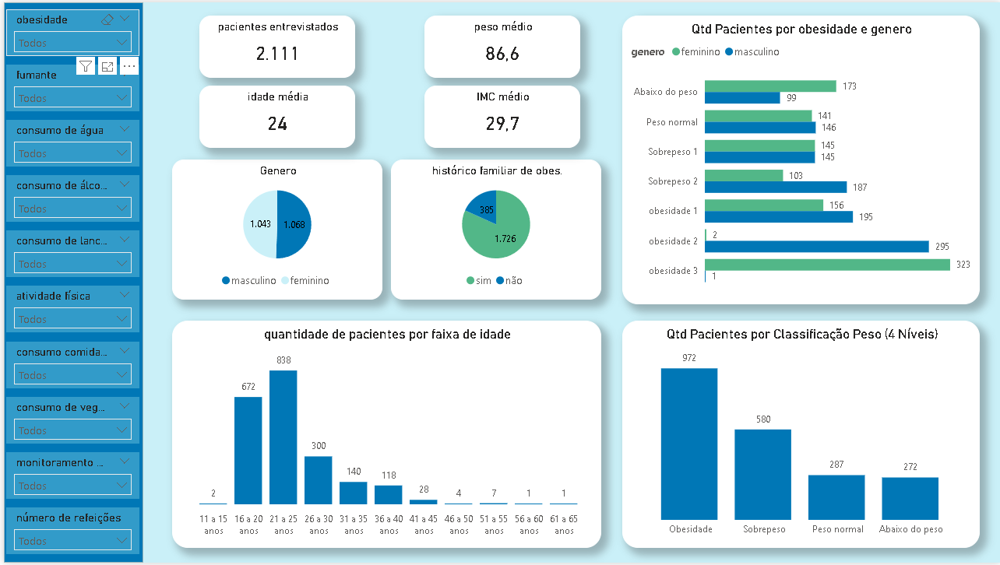 obesidade
Todos
fumante
Todos
consumo de água
Todos
consumo de álco...
Todos
consumo de lanc...
Todos
atividade física
Todos
consumo comida...
Todos
consumo de veg...
Todos
monitoramento ...
Todos
número de refeições
Todos
pacientes entrevistados
2.111
peso médio
86,6
idade média
24
IMC médio
29,7
Genero
1.043
1.068
masculino
feminino
histórico familiar de obes.
385
1.726
sim
não
Qtd Pacientes por obesidade e genero
genero
feminino
masculino
Abaixo do peso
173
99
Peso normal
141
146
Sobrepeso 1
145
145
Sobrepeso 2
103
187
obesidade 1
156
195
obesidade 2
2
295
obesidade 3
323
1
quantidade de pacientes por faixa de idade
2
672
838
300
140
118
28
4
7
1
1
11 a 15
anos
16 a 20
anos
21 a 25
anos
26 a 30
anos
31 a 35
anos
36 a 40
anos
41 a 45
anos
46 a 50
anos
51 a 55
anos
56 a 60
anos
61 a 65
anos
Qtd Pacientes por Classificação Peso (4 Níveis)
972
580
287
272
Obesidade
Sobrepeso
Peso normal
Abaixo do peso